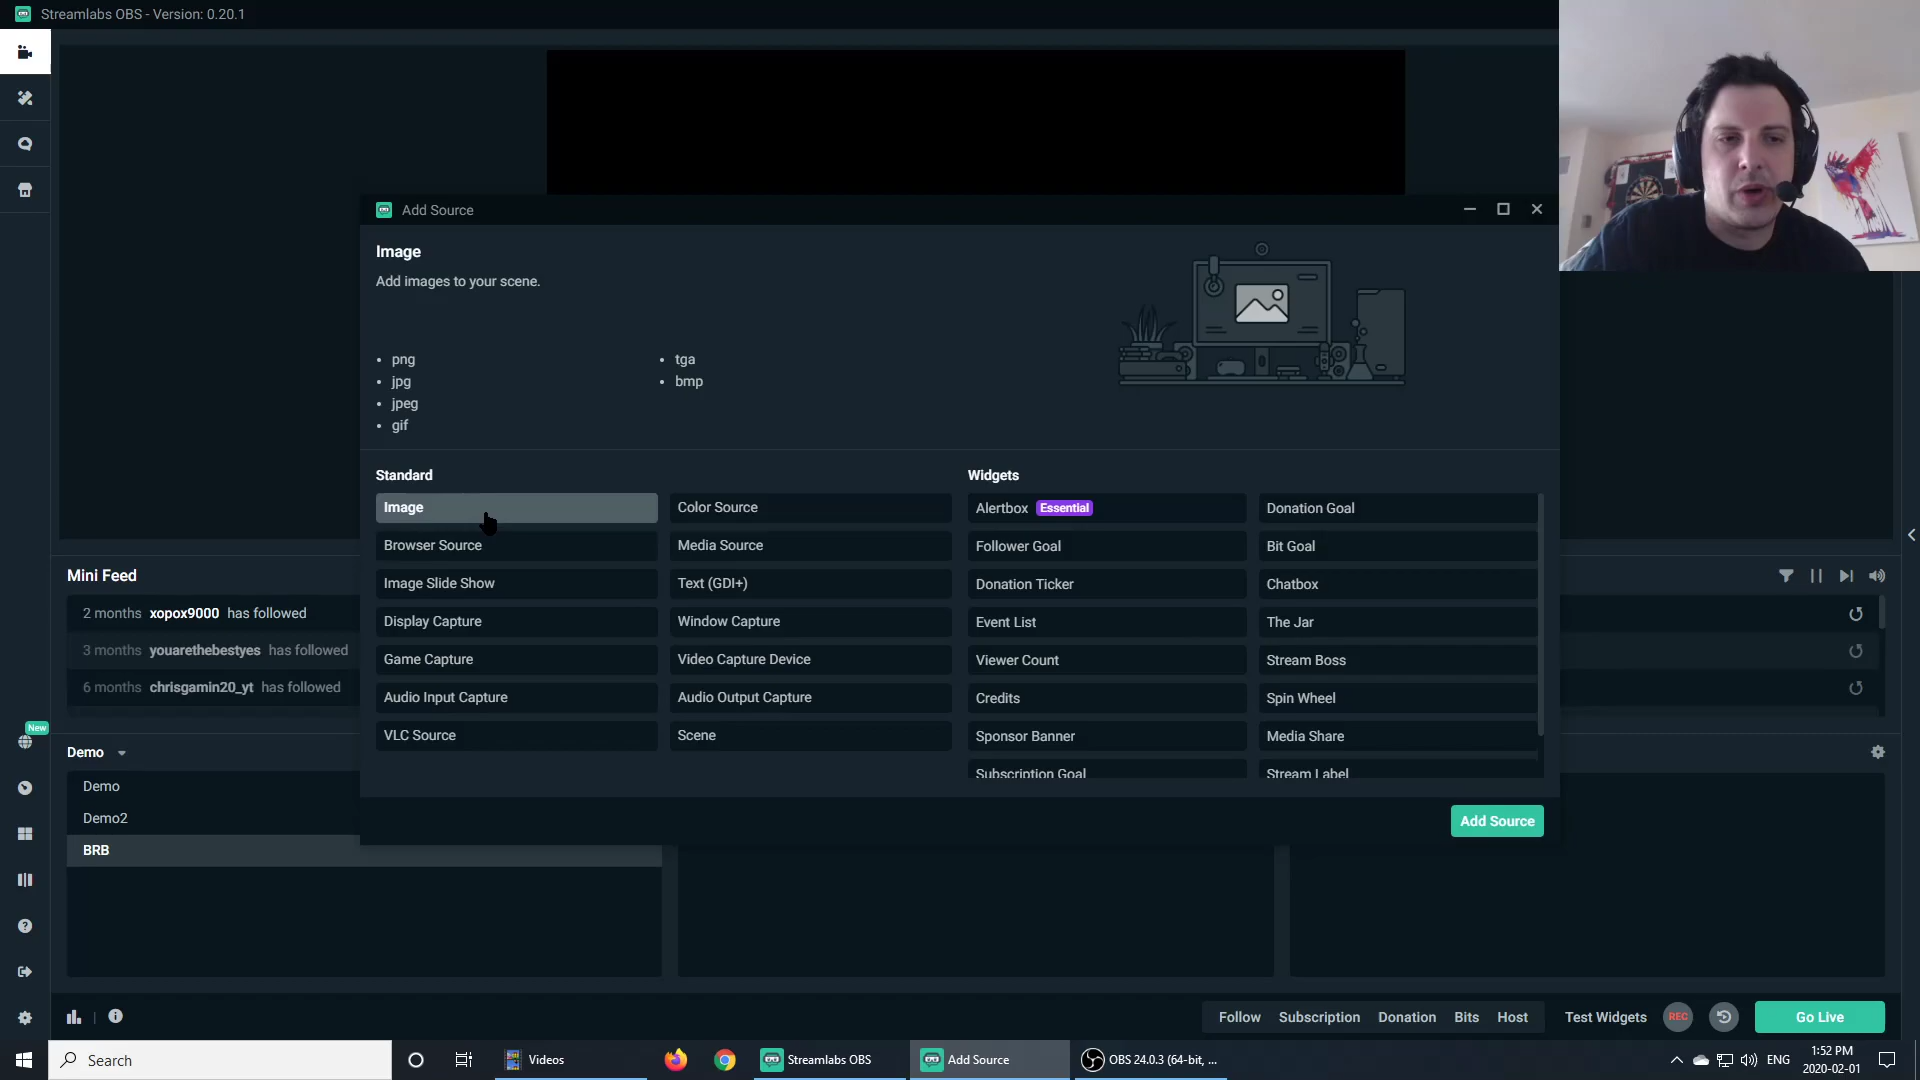 Streamlabs OBS - Version: 0.20.1
Add Source
Image
Add images to your scene.
• png
• jpg
• jpeg
• gif
• tga
• bmp
Standard
Image
Color Source
Browser Source
Media Source
Image Slide Show
Text (GDI+)
Display Capture
Window Capture
Game Capture
Video Capture Device
Audio Input Capture
Audio Output Capture
VLC Source
Scene
Widgets
Alertbox Essential
Donation Goal
Follower Goal
Bit Goal
Donation Ticker
Chatbox
Event List
The Jar
Viewer Count
Stream Boss
Credits
Spin Wheel
Sponsor Banner
Media Share
Subscription Goal
Stream Label
Add Source
Mini Feed
2 months xopox9000 has followed
3 months youarethebestyes has followed
6 months chrisgamin20_yt has followed
New
Demo
Demo
Demo2
BRB
Follow Subscription Donation Bits Host Test Widgets REC Go Live
Search
Videos
Streamlabs OBS
Add Source
OBS 24.0.3 (64-bit, ...
ENG
1:52 PM
2020-02-01